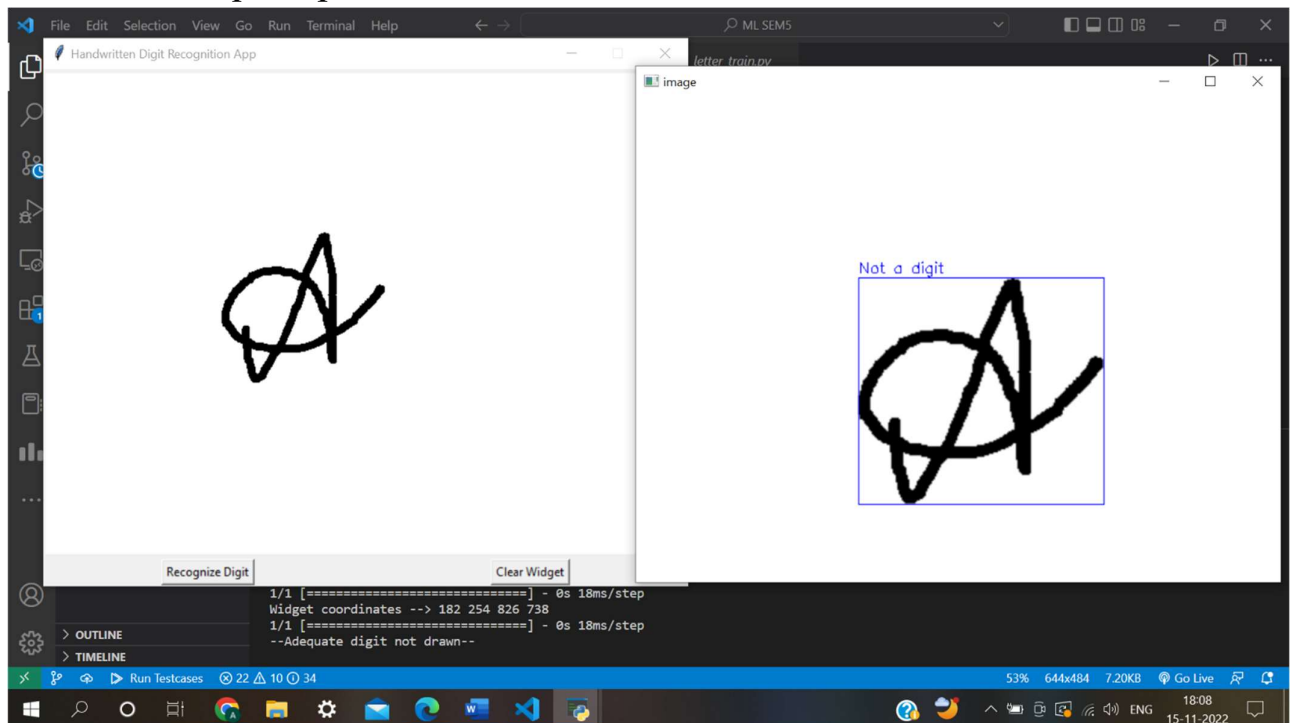 File Edit Selection View Go Run Terminal Help
ML SEM5
Handwritten Digit Recognition App
letter_train.py
image
Not a digit
Recognize Digit
Clear Widget
1/1 [==============================] - 0s 18ms/step
Widget coordinates --> 182 254 826 738
1/1 [==============================] - 0s 18ms/step
--Adequate digit not drawn--
OUTLINE
TIMELINE
Run Testcases 22 10 34
53% 644x484 7.20KB Go Live
ENG
18:08
15-11-2022